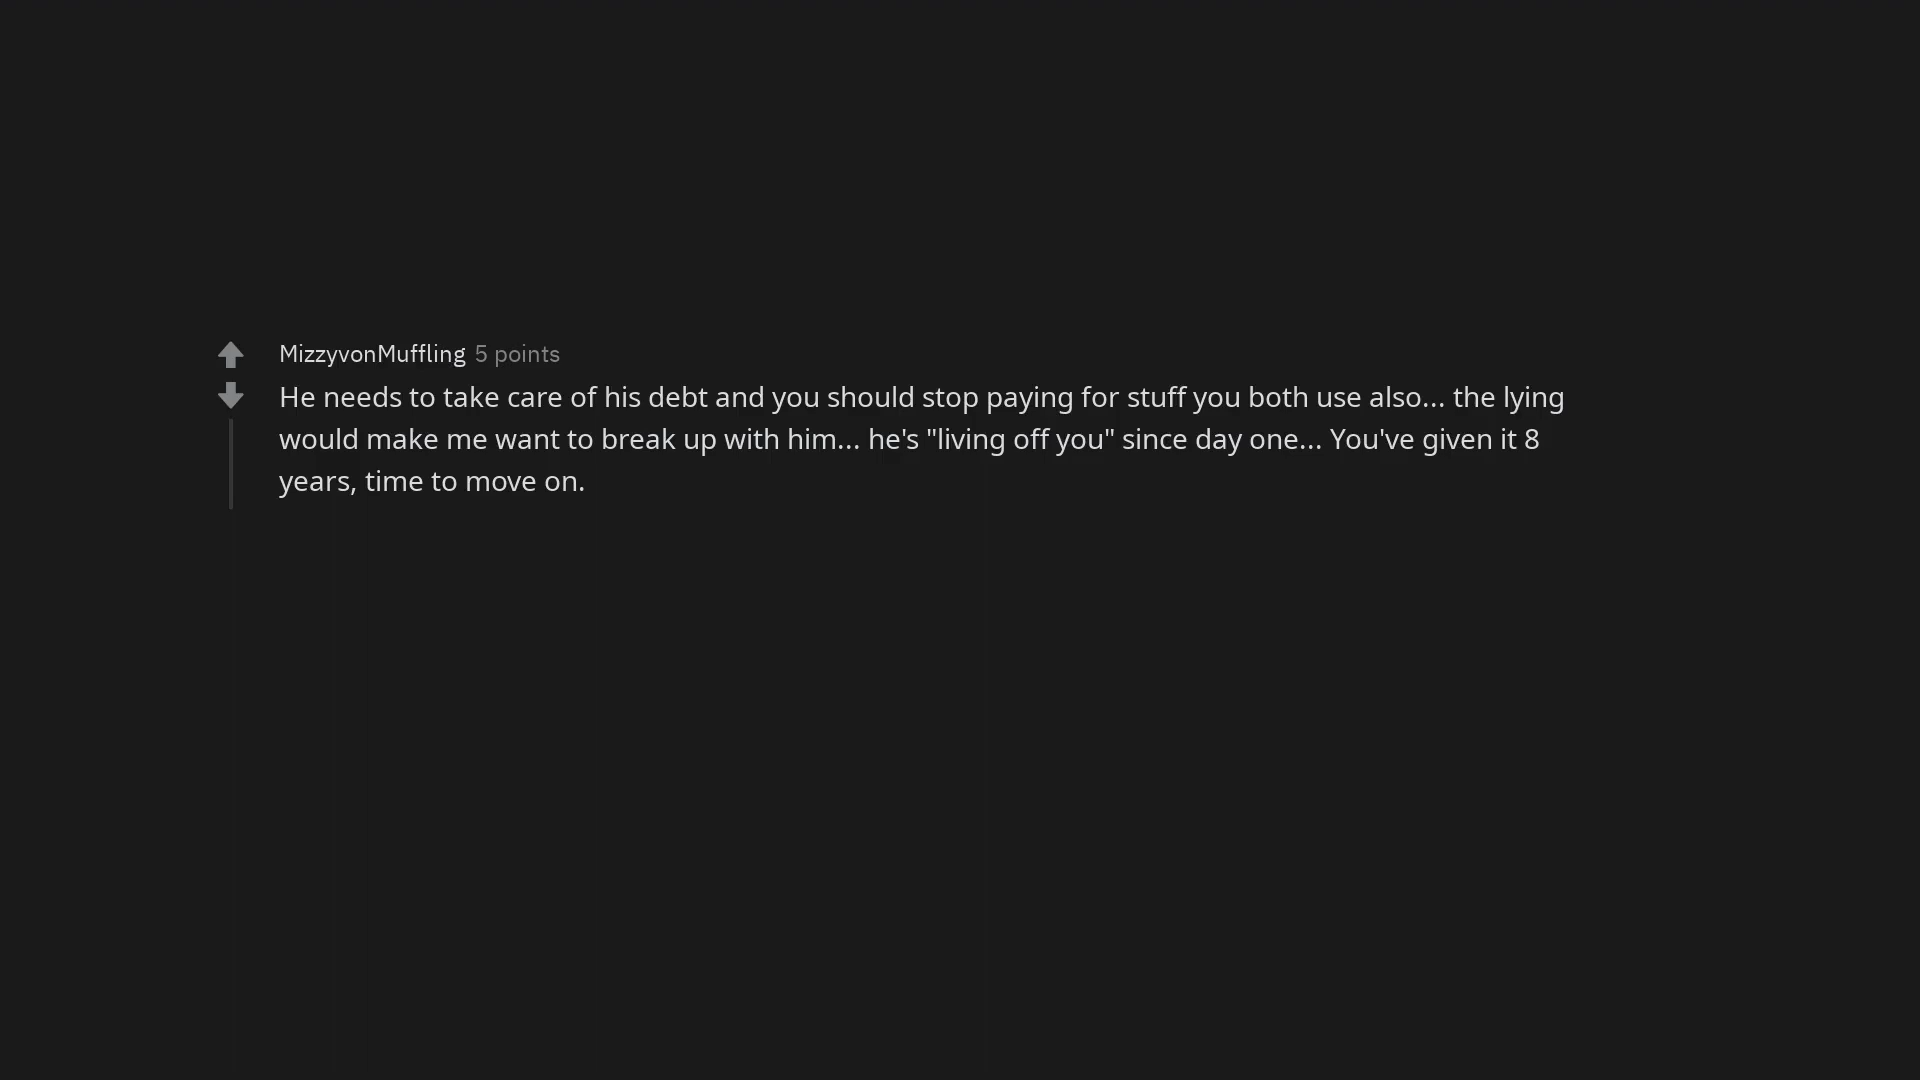 MizzyvonMuffling 5 points
He needs to take care of his debt and you should stop paying for stuff you both use also... the lying
would make me want to break up with him... he's "living off you" since day one... You've given it 8
years, time to move on.